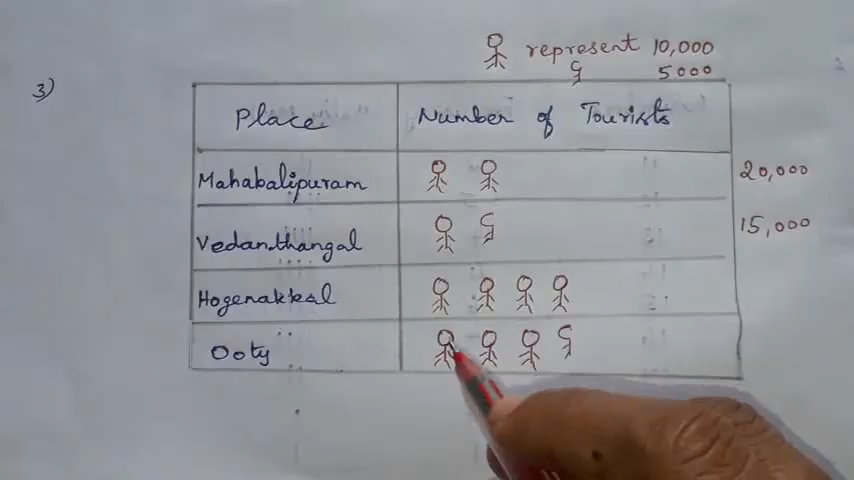 represent 10,000
5000
3)
Place Number of Tourists
Mahabalipuram 20,000
Vedanthangal 15,000
Hogenakkal
Ooty